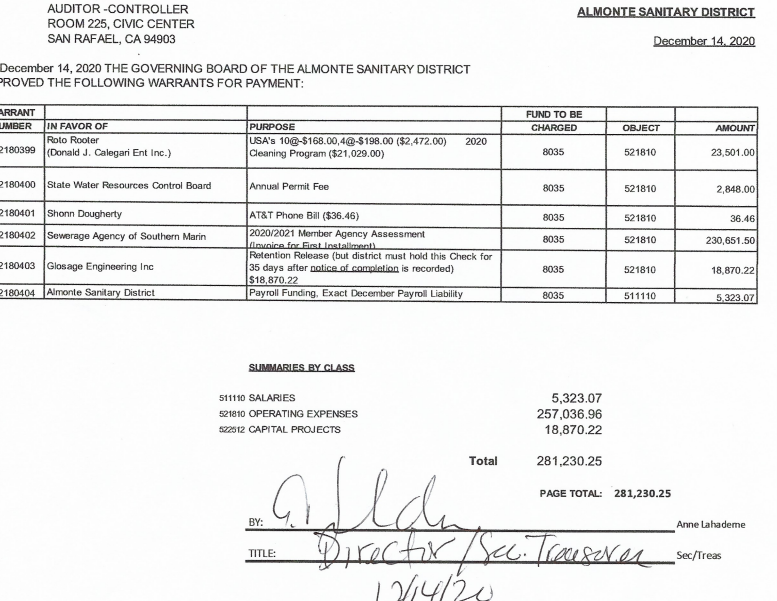 AUDITOR -CONTROLLER
ALMONTE SANITARY DISTRICT
ROOM 225, CIVIC CENTER
SAN RAFAEL, CA 94903
December 14, 2020
December 14, 2020 THE GOVERNING BOARD OF THE ALMONTE SANITARY DISTRICT
PROVED THE FOLLOWING WARRANTS FOR PAYMENT:
ARRANT FUND TO BE
UMBER IN FAVOR OF PURPOSE CHARGED OBJECT AMOUNT
Roto Rooter USA's 10@-$168.00,4@-$198.00 ($2,472.00) 2020
2180399 (Donald J. Calegari Ent Inc.) Cleaning Program ($21,029.00) 8035 521810 23,501.00
2180400 State Water Resources Control Board Annual Permit Fee 8035 521810 2,848.00
2180401 Shonn Dougherty AT&T Phone Bill ($36.46) 8035 521810 36.46
2180402 Sewerage Agency of Southern Marin 2020/2021 Member Agency Assessment 8035 521810 230,651.50
(Invoice for First Installment)
Retention Release (but district must hold this Check for
2180403 Glosage Engineering Inc 35 days after notice of completion is recorded) 8035 521810 18,870.22
$18,870.22
2180404 Almonte Sanitary District Payroll Funding, Exact December Payroll Liability 8035 511110 5,323.07
SUMMARIES BY CLASS
511110 SALARIES 5,323.07
521810 OPERATING EXPENSES 257,036.96
522512 CAPITAL PROJECTS 18,870.22
Total 281,230.25
PAGE TOTAL: 281,230.25
BY: Anne Lahaderne
TITLE: Director / Sec. Treasurer Sec/Treas
12/14/20